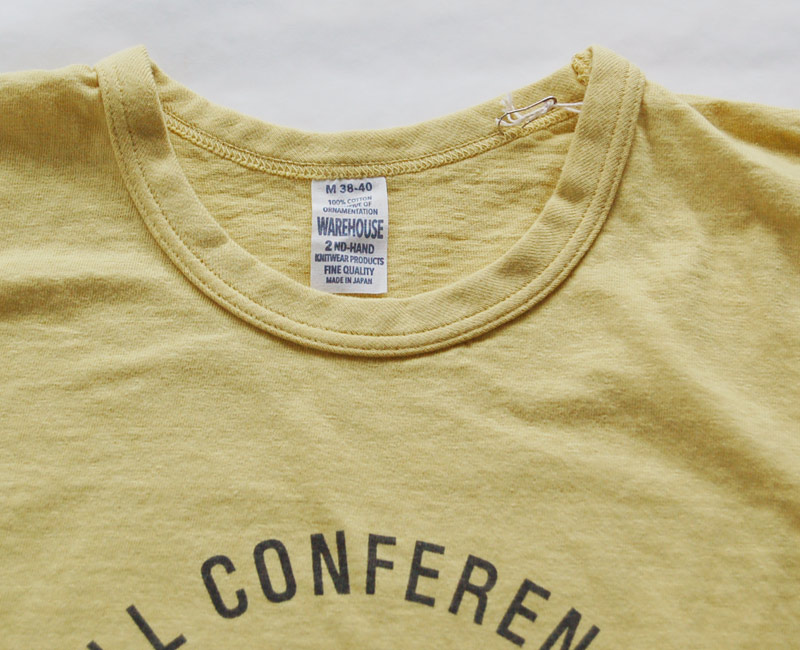 M 38-40
100% COTTON
OF
ORNAMENTATION
WAREHOUSE
2 ND-HAND
KNITWEAR PRODUCTS
FINE QUALITY
MADE IN JAPAN
LL CONFEREN